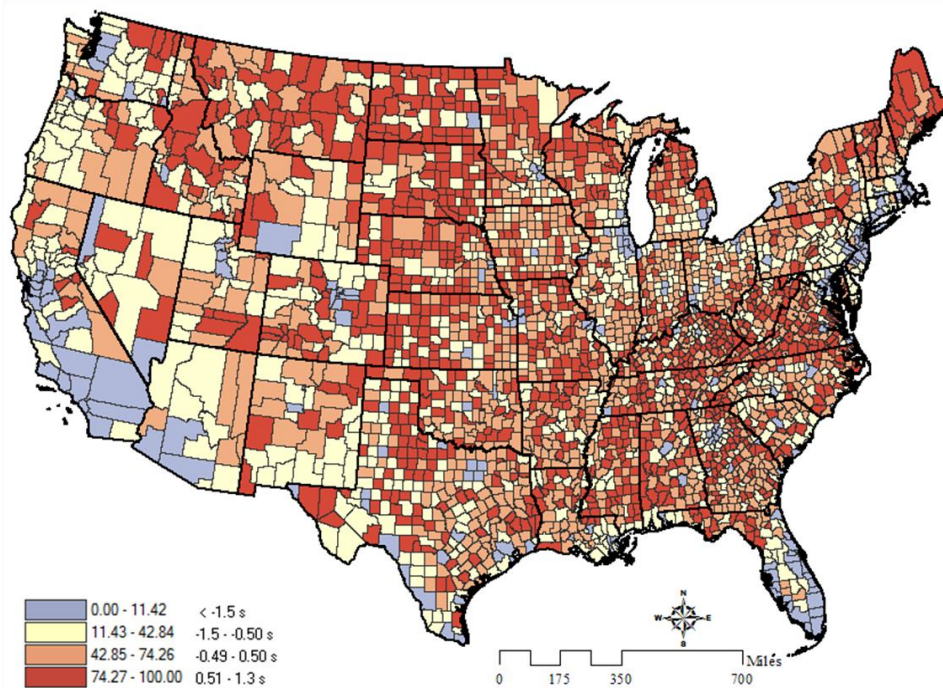 0.00 - 11.42 < -1.5 s
11.43 - 42.84 -1.5 - -0.50 s
42.85 - 74.26 -0.49 - 0.50 s
74.27 - 100.00 0.51 - 1.3 s
N
W E
S
Miles
0 175 350 700